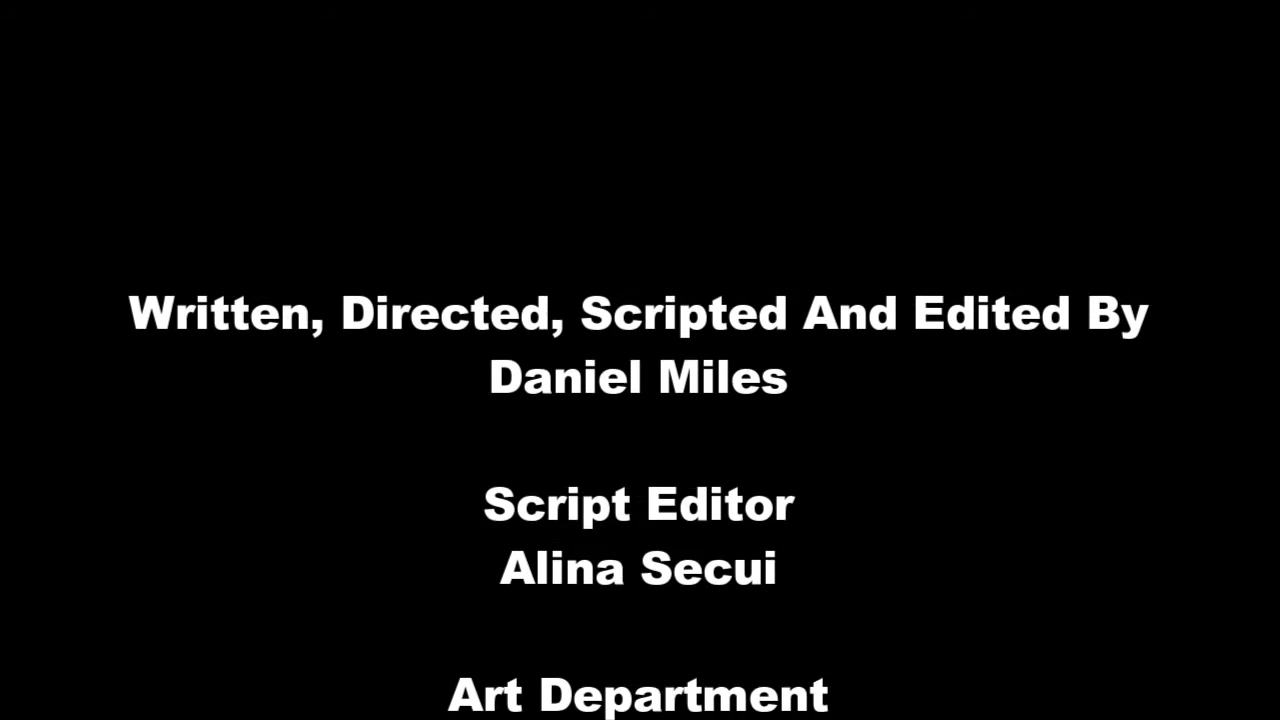 Written, Directed, Scripted And Edited By
Daniel Miles
Script Editor
Alina Secui
Art Department